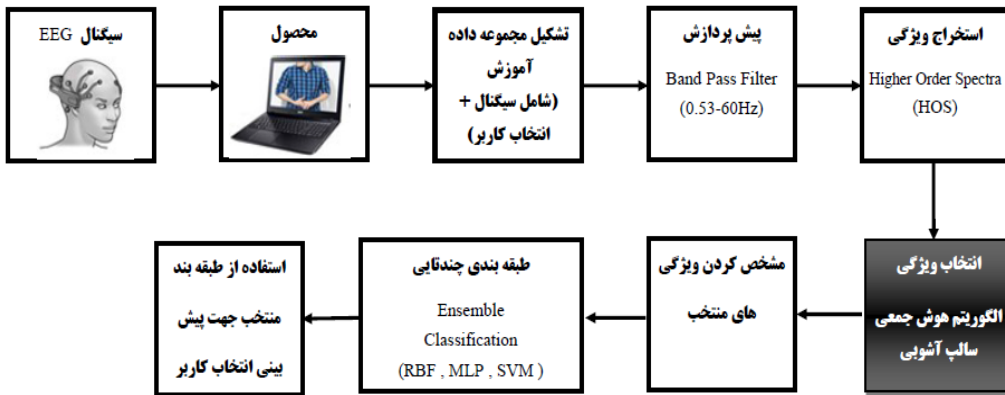 سیگنال EEG
محصول
تشکیل مجموعه داده
آموزش
(شامل سیگنال +
انتخاب کاربر)
پیش پردازش
Band Pass Filter
(0.53-60Hz)
استخراج ویژگی
Higher Order Spectra
(HOS)
انتخاب ویژگی
الگوریتم هوش جمعی
سالپ آشوبی
مشخص کردن ویژگی
های منتخب
طبقه بندی چندتایی
Ensemble
Classification
(RBF , MLP , SVM )
استفاده از طبقه بند
منتخب جهت پیش
بینی انتخاب کاربر